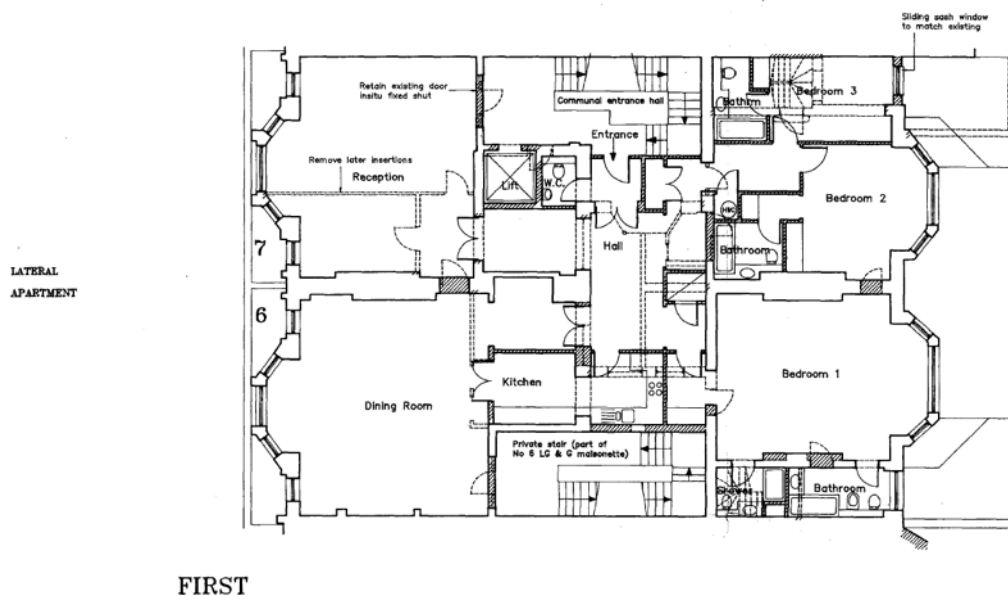 Sliding sash window
to match existing
Retain existing door
insitu fixed shut
Communal entrance hall
Bathrm
Bedroom 3
Entrance
Remove later insertions
Reception
Lift
W.C.
Bedroom 2
HWC
7
Hall
Bathroom
LATERAL
APARTMENT
6
Kitchen
Bedroom 1
Dining Room
Private stair (part of
No 6 LG & G maisonette)
Shower
Bathroom
FIRST